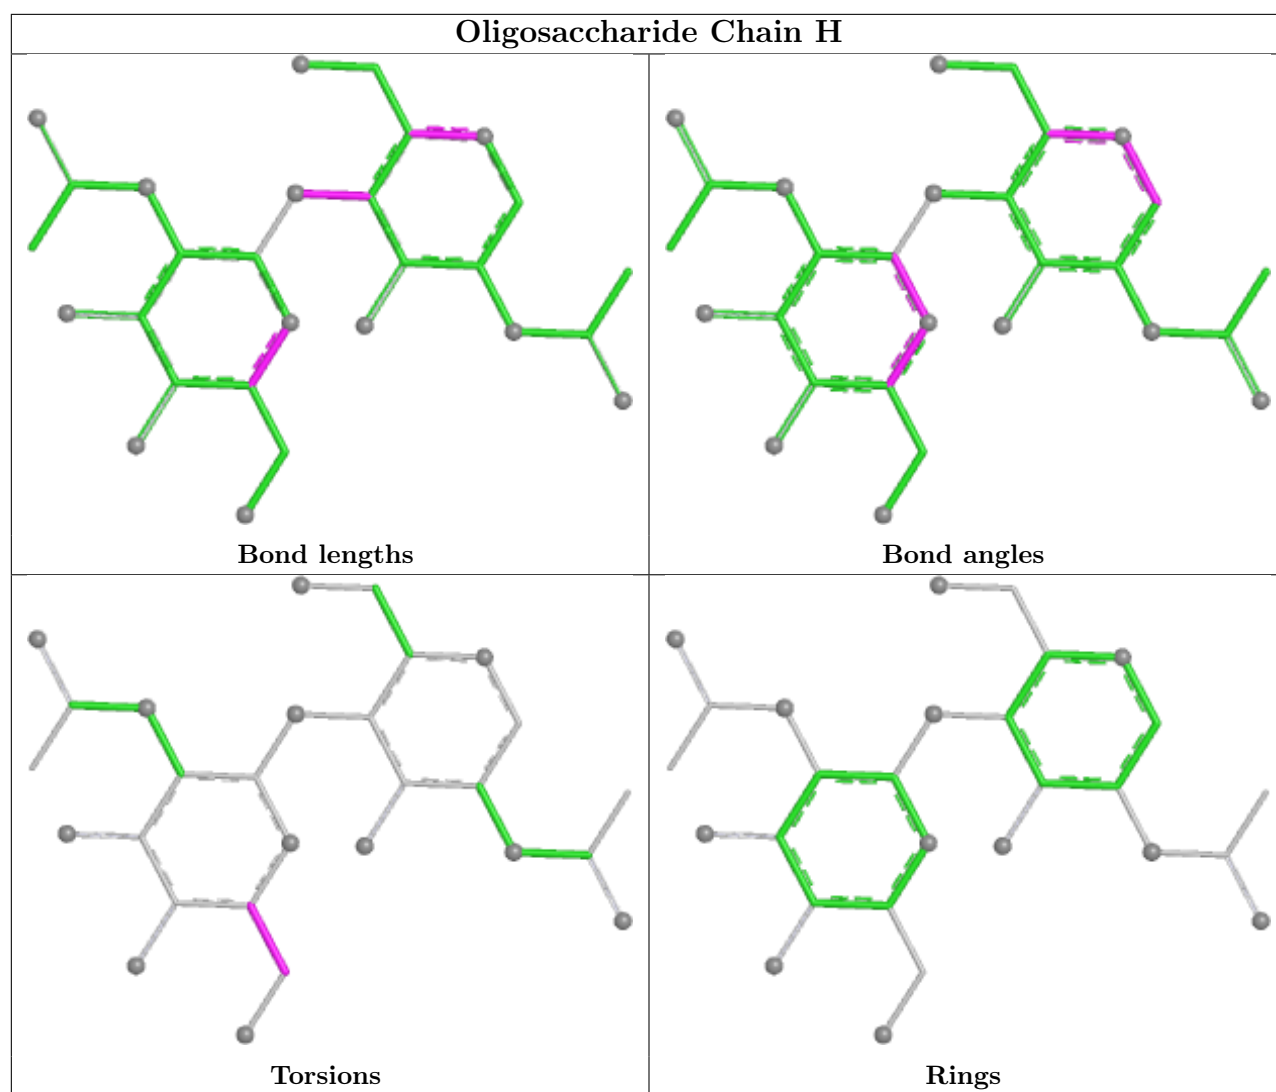 Oligosaccharide Chain H
Bond lengths
Bond angles
Torsions
Rings